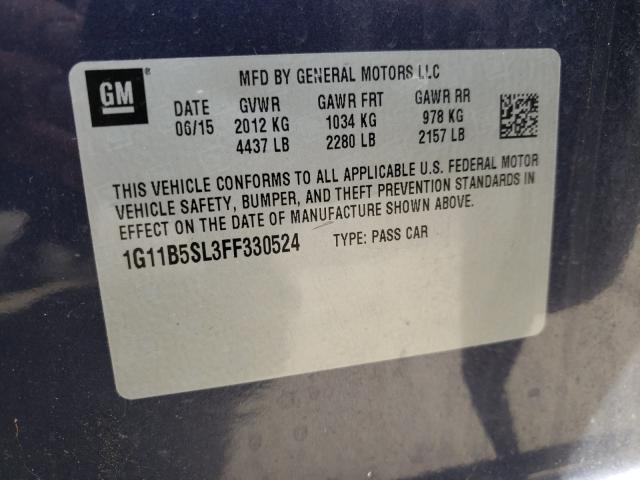 GM®
MFD BY GENERAL MOTORS LLC
DATE GVWR GAWR FRT GAWR RR
06/15 2012 KG 1034 KG 978 KG
4437 LB 2280 LB 2157 LB
THIS VEHICLE CONFORMS TO ALL APPLICABLE U.S. FEDERAL MOTOR
VEHICLE SAFETY, BUMPER, AND THEFT PREVENTION STANDARDS IN
EFFECT ON THE DATE OF MANUFACTURE SHOWN ABOVE.
1G11B5SL3FF330524 TYPE: PASS CAR